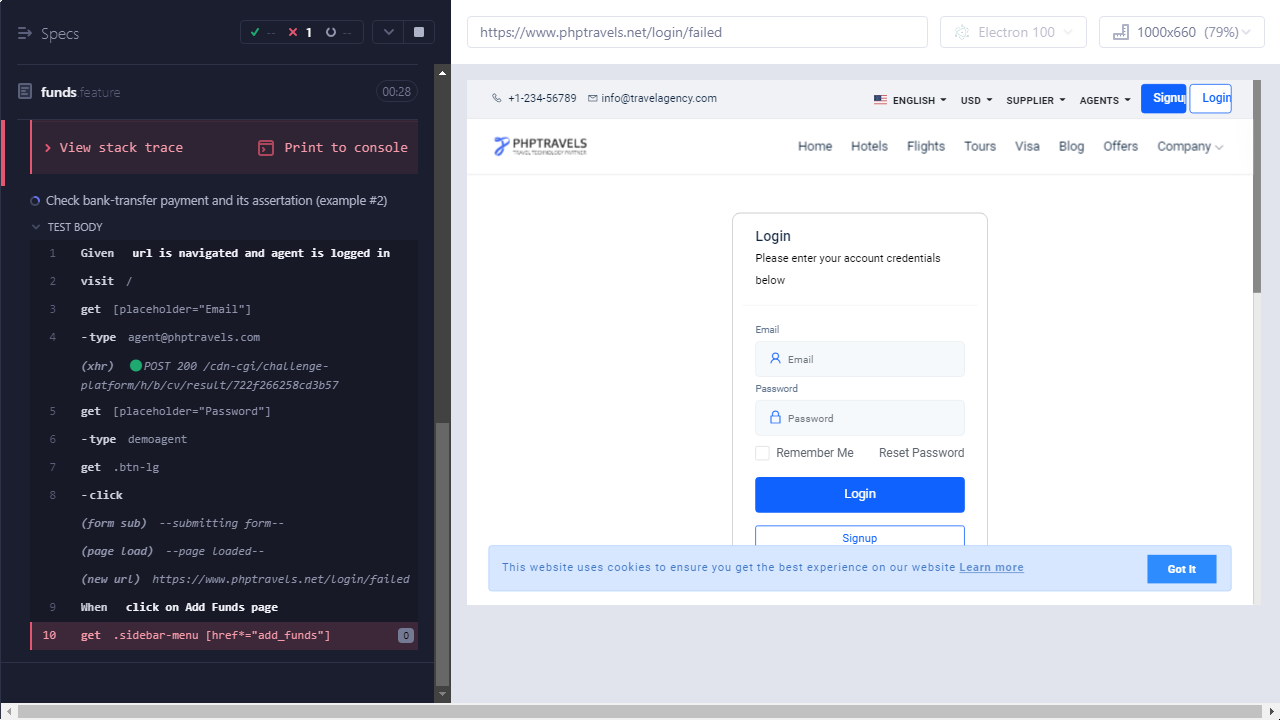 Specs
--
1
--
funds.feature
00:28
View stack trace
Print to console
Check bank-transfer payment and its assertation (example #2)
TEST BODY
1 Given url is navigated and agent is logged in
2 visit /
3 get [placeholder="Email"]
4 -type agent@phptravels.com
(xhr) POST 200 /cdn-cgi/challenge-
platform/h/b/cv/result/722f266258cd3b57
5 get [placeholder="Password"]
6 -type demoagent
7 get .btn-lg
8 -click
(form sub) --submitting form--
(page load) --page loaded--
(new url) https://www.phptravels.net/login/failed
9 When click on Add Funds page
10 get .sidebar-menu [href*="add_funds"] 0
https://www.phptravels.net/login/failed
Electron 100
1000x660 (79%)
+1-234-56789 info@travelagency.com
ENGLISH USD SUPPLIER AGENTS Signup Login
PHPTRAVELS
TRAVEL TECHNOLOGY PARTNER
Home Hotels Flights Tours Visa Blog Offers Company
Login
Please enter your account credentials
below
Email
Email
Password
Password
Remember Me Reset Password
Login
Signup
This website uses cookies to ensure you get the best experience on our website Learn more
Got It